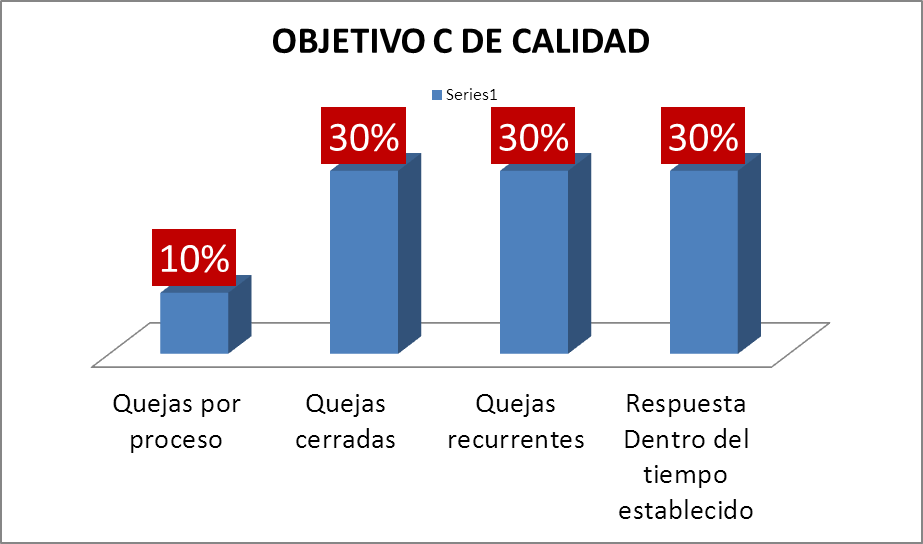 OBJETIVO C DE CALIDAD
Series1
10%
30%
30%
30%
Quejas por
proceso
Quejas
cerradas
Quejas
recurrentes
Respuesta
Dentro del
tiempo
establecido